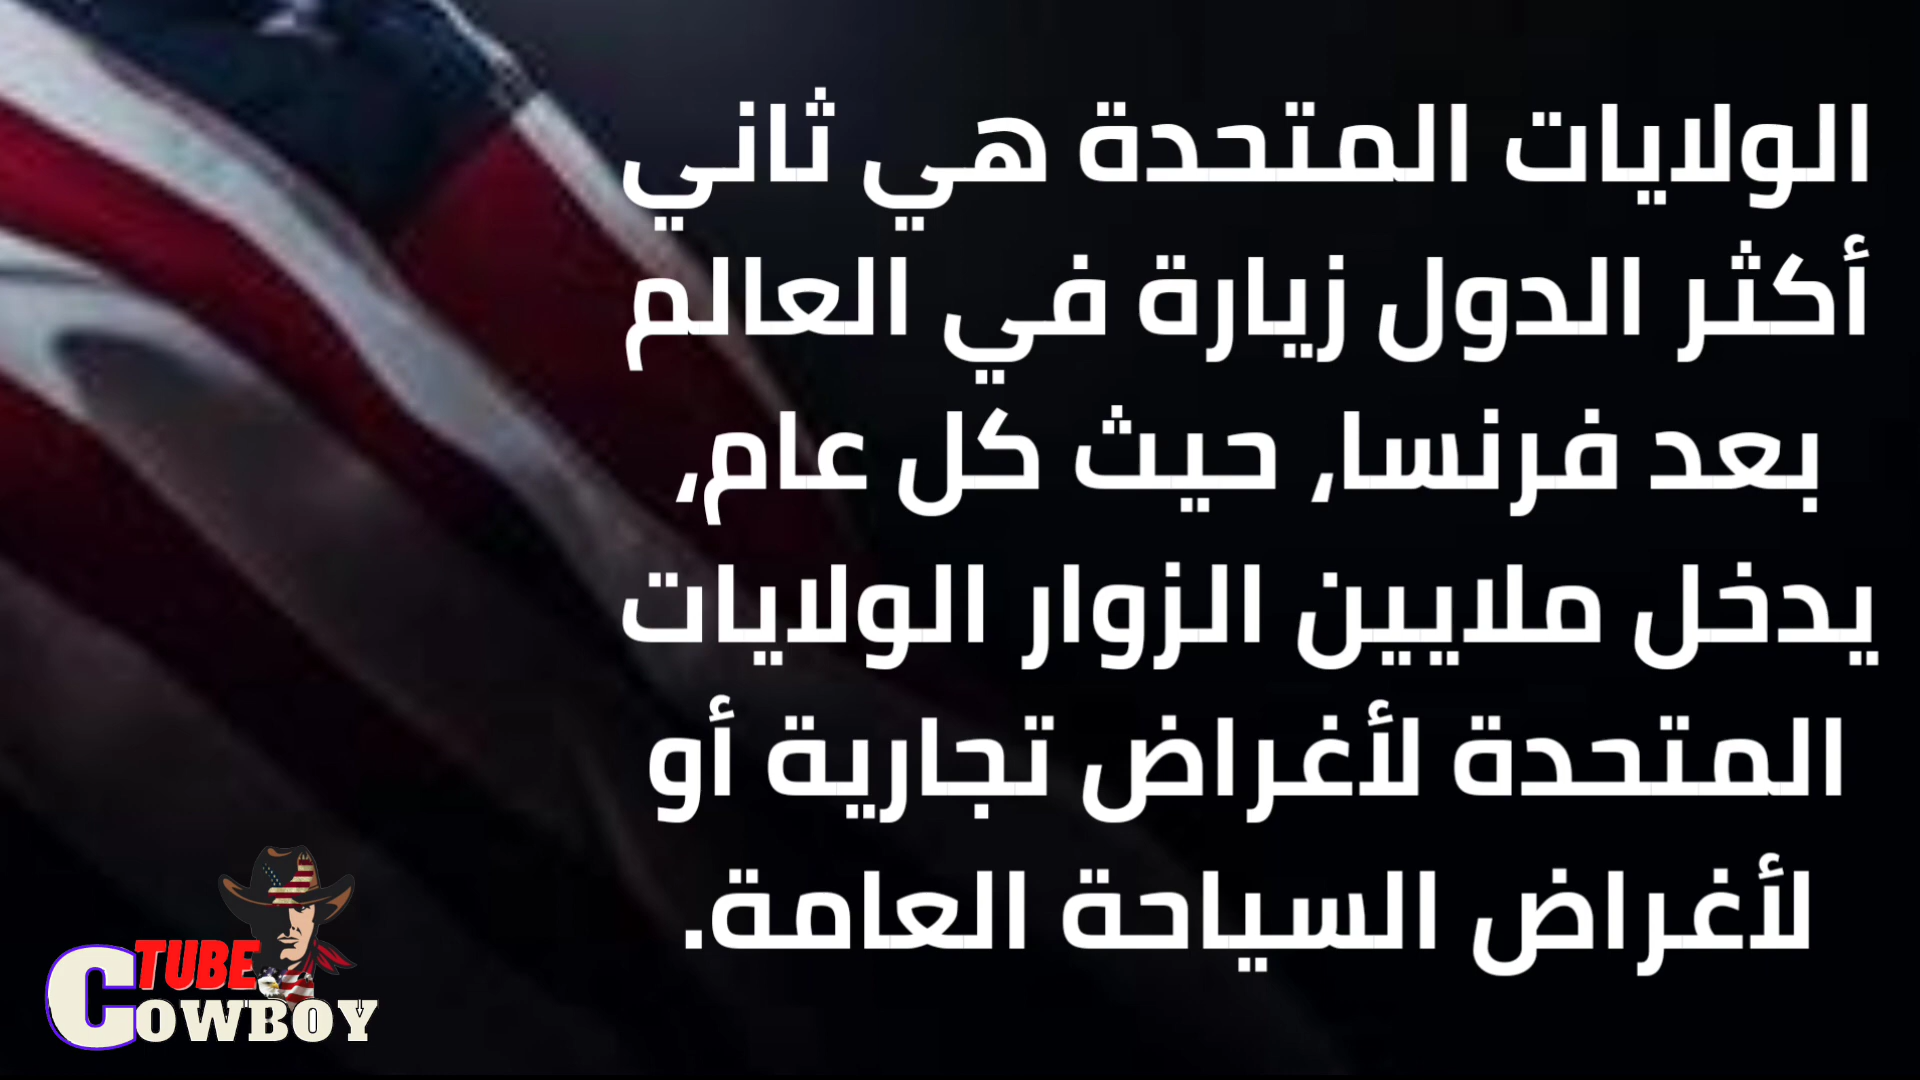 الولايات المتحدة هي ثاني
أكثر الدول زيارة في العالم
بعد فرنسا، حيث كل عام،
يدخل ملايين الزوار الولايات
المتحدة لأغراض تجارية أو
لأغراض السياحة العامة.
TUBE
COWBOY